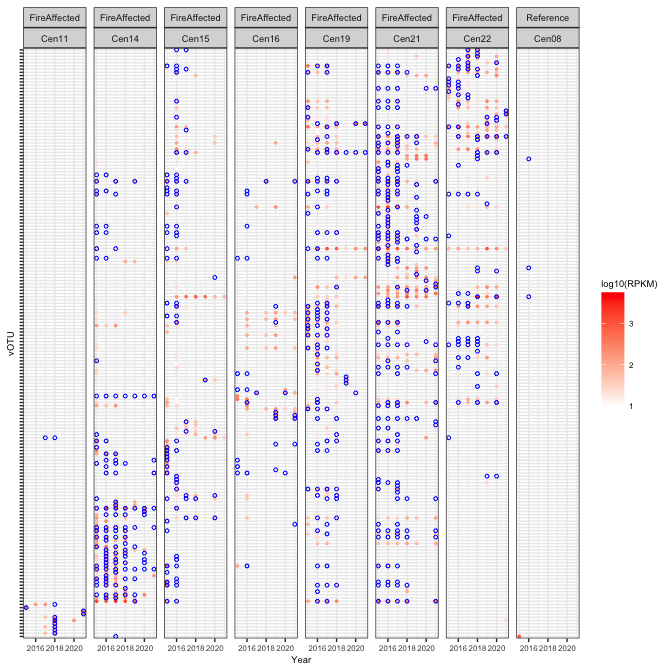 FireAffected FireAffected FireAffected FireAffected FireAffected FireAffected FireAffected Reference
Cen11 Cen14 Cen15 Cen16 Cen19 Cen21 Cen22 Cen08
vOTU
log10(RPKM)
3
2
1
2016 2018 2020 2016 2018 2020 2016 2018 2020 2016 2018 2020 2016 2018 2020 2016 2018 2020 2016 2018 2020 2016 2018 2020
Year